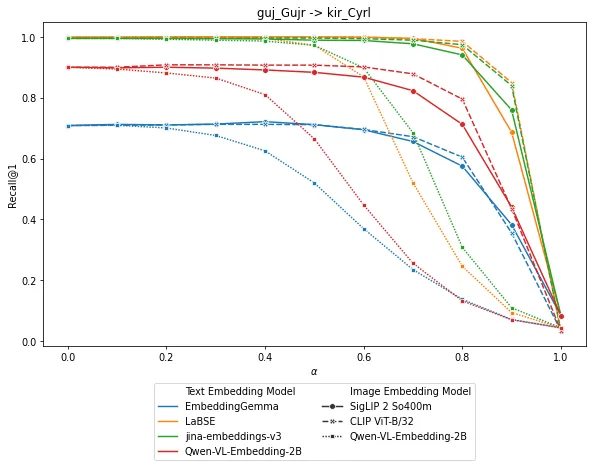 guj_Gujr -> kir_Cyrl
Recall@1
1.0
0.8
0.6
0.4
0.2
0.0
0.0 0.2 0.4 0.6 0.8 1.0
α
Text Embedding Model Image Embedding Model
EmbeddingGemma SigLIP 2 So400m
LaBSE CLIP ViT-B/32
jina-embeddings-v3 Qwen-VL-Embedding-2B
Qwen-VL-Embedding-2B